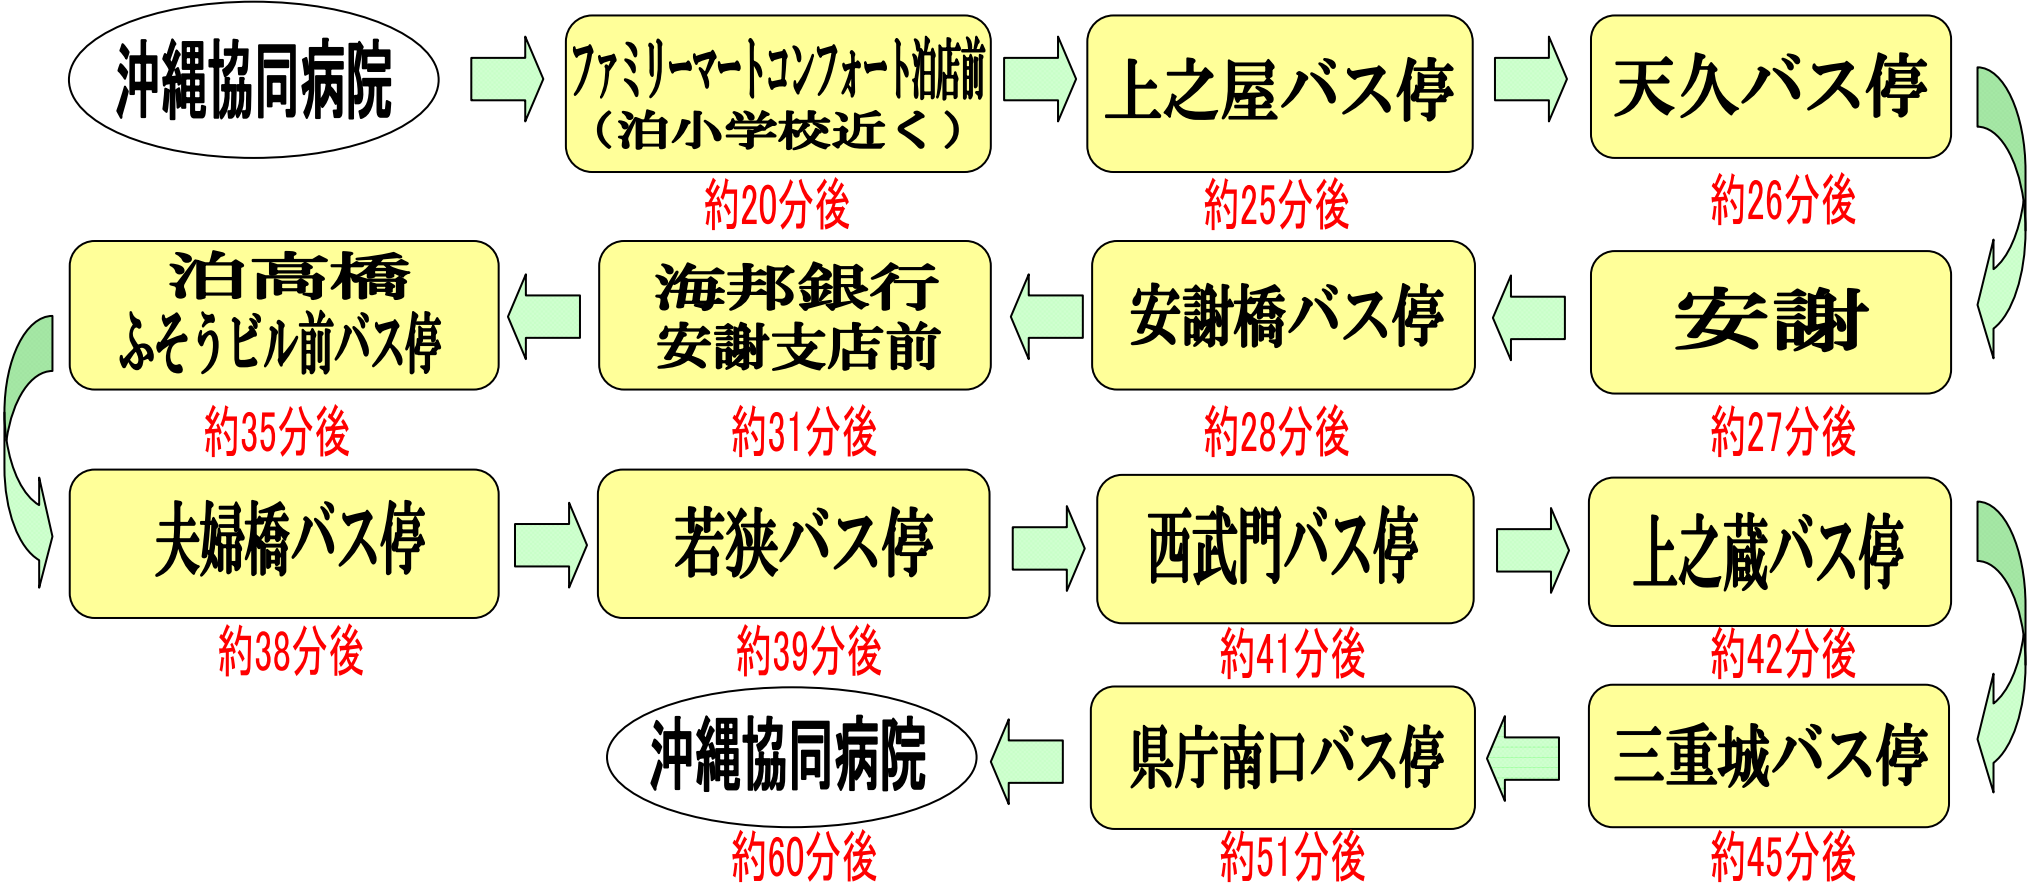 沖縄協同病院
ファミリーマートコンフォート泊店前
（泊小学校近く）
約20分後
上之屋バス停
約25分後
天久バス停
約26分後
安謝
約27分後
安謝橋バス停
約28分後
海邦銀行
安謝支店前
約31分後
泊高橋
ふそうビル前バス停
約35分後
夫婦橋バス停
約38分後
若狭バス停
約39分後
西武門バス停
約41分後
上之蔵バス停
約42分後
三重城バス停
約45分後
県庁南口バス停
約51分後
沖縄協同病院
約60分後